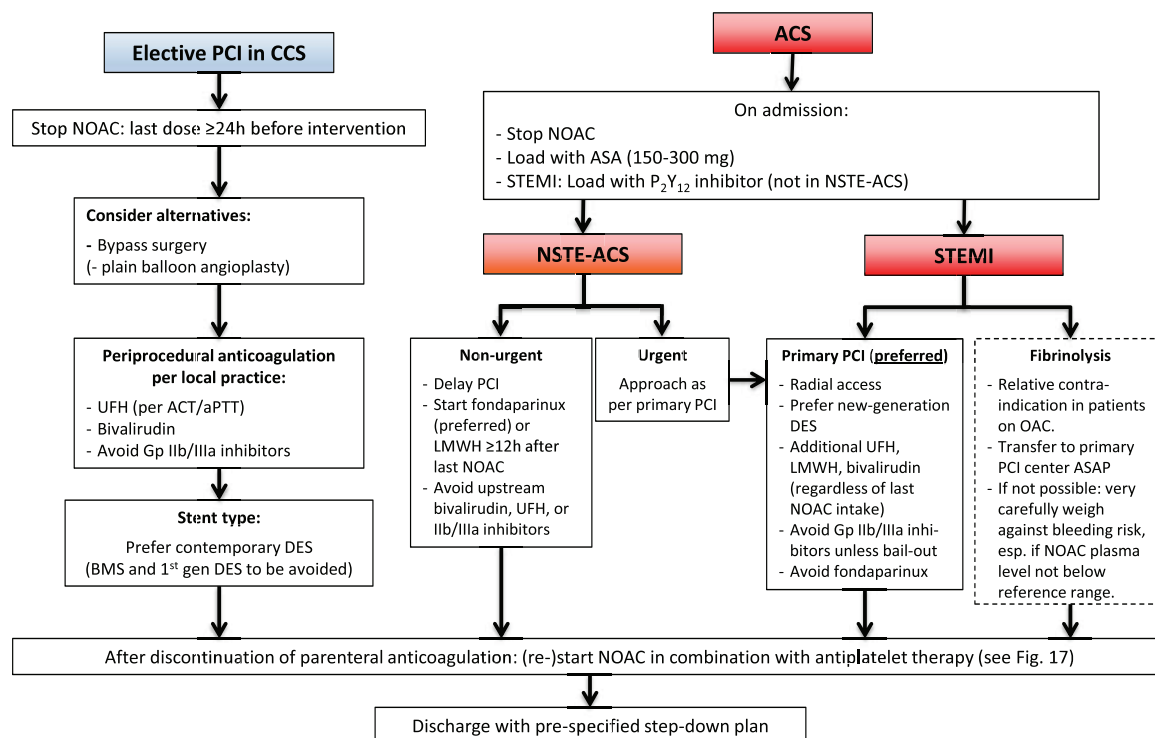 Elective PCI in CCS
Stop NOAC: last dose ≥24h before intervention
Consider alternatives:
- Bypass surgery
(- plain balloon angioplasty)
Periprocedural anticoagulation
per local practice:
- UFH (per ACT/aPTT)
- Bivalirudin
- Avoid Gp IIb/IIIa inhibitors
Stent type:
Prefer contemporary DES
(BMS and 1st gen DES to be avoided)
ACS
On admission:
- Stop NOAC
- Load with ASA (150-300 mg)
- STEMI: Load with P2Y12 inhibitor (not in NSTE-ACS)
NSTE-ACS
Non-urgent
- Delay PCI
- Start fondaparinux
(preferred) or
LMWH ≥12h after
last NOAC
- Avoid upstream
bivalirudin, UFH, or
IIb/IIIa inhibitors
Urgent
Approach as
per primary PCI
STEMI
Primary PCI (preferred)
- Radial access
- Prefer new-generation
DES
- Additional UFH,
LMWH, bivalirudin
(regardless of last
NOAC intake)
- Avoid Gp IIb/IIIa inhi-
bitors unless bail-out
- Avoid fondaparinux
Fibrinolysis
- Relative contra-
indication in patients
on OAC.
- Transfer to primary
PCI center ASAP
- If not possible: very
carefully weigh
against bleeding risk,
esp. if NOAC plasma
level not below
reference range.
After discontinuation of parenteral anticoagulation: (re-)start NOAC in combination with antiplatelet therapy (see Fig. 17)
Discharge with pre-specified step-down plan